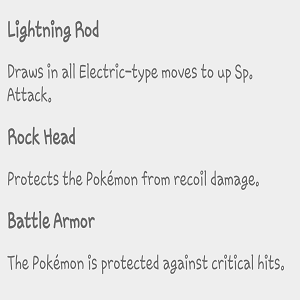 Lightning Rod
Draws in all Electric-type moves to up Sp.
Attack.
Rock Head
Protects the Pokémon from recoil damage.
Battle Armor
The Pokémon is protected against critical hits.